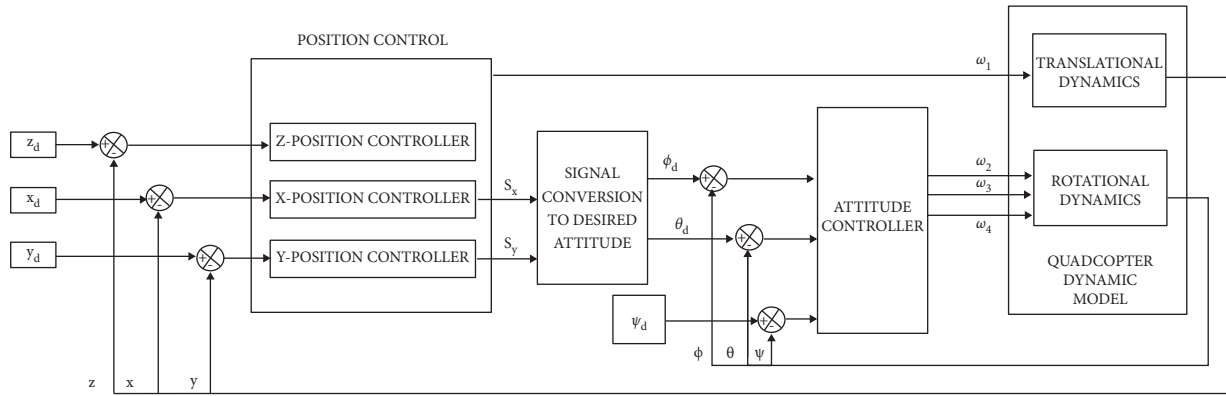 POSITION CONTROL
ω1
TRANSLATIONAL
DYNAMICS
zd
+
-
Z-POSITION CONTROLLER
xd
+
-
X-POSITION CONTROLLER
Sx
yd
+
-
Y-POSITION CONTROLLER
Sy
SIGNAL
CONVERSION
TO DESIRED
ATTITUDE
ϕd
+
-
θd
+
-
ψd
+
-
ATTITUDE
CONTROLLER
ω2
ω3
ω4
ROTATIONAL
DYNAMICS
QUADCOPTER
DYNAMIC
MODEL
ϕ θ ψ
z x y